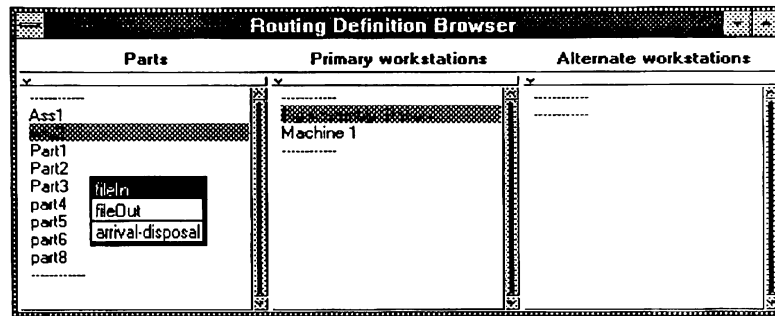 Routing Definition Browser
Parts Primary workstations Alternate workstations
Ass1
Part1
Part2
Part3
part4
part5
part6
part8
fileIn
fileOut
arrival-disposal
Machine 1